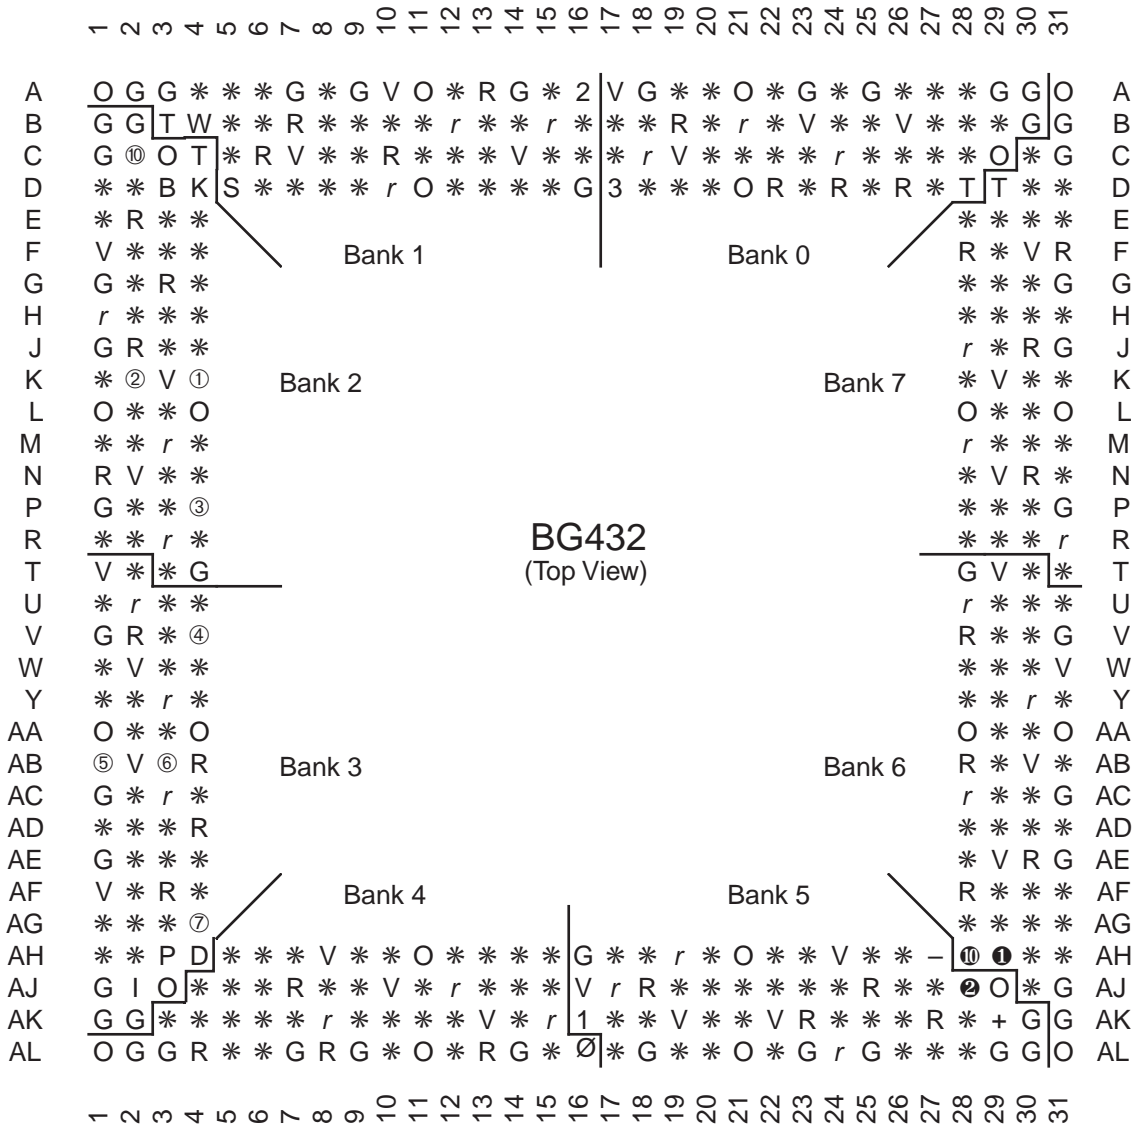 1 2 3 4 5 6 7 8 9 10 11 12 13 14 15 16 17 18 19 20 21 22 23 24 25 26 27 28 29 30 31
A O G G ✳ ✳ ✳ G ✳ G V O ✳ R G ✳ 2 V G ✳ ✳ O ✳ G ✳ G ✳ ✳ ✳ G G O A
B G G T W ✳ ✳ R ✳ ✳ ✳ ✳ r ✳ ✳ r ✳ ✳ ✳ R ✳ r ✳ V ✳ ✳ V ✳ ✳ ✳ G G B
C G ⑩ O T ✳ R V ✳ ✳ R ✳ ✳ ✳ V ✳ ✳ ✳ r V ✳ ✳ ✳ ✳ r ✳ ✳ ✳ ✳ O ✳ G C
D ✳ ✳ B K S ✳ ✳ ✳ ✳ r O ✳ ✳ ✳ ✳ G 3 ✳ ✳ ✳ O R ✳ R ✳ R ✳ T T ✳ ✳ D
E ✳ R ✳ ✳ ✳ ✳ ✳ ✳ E
F V ✳ ✳ ✳ Bank 1 Bank 0 R ✳ V R F
G G ✳ R ✳ ✳ ✳ ✳ G G
H r ✳ ✳ ✳ ✳ ✳ ✳ ✳ H
J G R ✳ ✳ r ✳ R G J
K ✳ ② V ① Bank 2 Bank 7 ✳ V ✳ ✳ K
L O ✳ ✳ O O ✳ ✳ O L
M ✳ ✳ r ✳ r ✳ ✳ ✳ M
N R V ✳ ✳ ✳ V R ✳ N
P G ✳ ✳ ③ ✳ ✳ ✳ G P
R ✳ ✳ r ✳ BG432 ✳ ✳ ✳ r R
T V ✳ ✳ G (Top View) G V ✳ ✳ T
U ✳ r ✳ ✳ r ✳ ✳ ✳ U
V G R ✳ ④ R ✳ ✳ G V
W ✳ V ✳ ✳ ✳ ✳ ✳ V W
Y ✳ ✳ r ✳ ✳ ✳ r ✳ Y
AA O ✳ ✳ O O ✳ ✳ O AA
AB ⑤ V ⑥ R Bank 3 Bank 6 R ✳ V ✳ AB
AC G ✳ r ✳ r ✳ ✳ G AC
AD ✳ ✳ ✳ R ✳ ✳ ✳ ✳ AD
AE G ✳ ✳ ✳ ✳ V R G AE
AF V ✳ R ✳ Bank 4 Bank 5 R ✳ ✳ ✳ AF
AG ✳ ✳ ✳ ⑦ ✳ ✳ ✳ ✳ AG
AH ✳ ✳ P D ✳ ✳ ✳ V ✳ ✳ O ✳ ✳ ✳ ✳ G ✳ ✳ r ✳ O ✳ ✳ V ✳ ✳ – ⓾ ❶ ✳ ✳ AH
AJ G I O ✳ ✳ ✳ R ✳ ✳ V ✳ r ✳ ✳ ✳ V r R ✳ ✳ ✳ ✳ ✳ ✳ R ✳ ✳ ❷ O ✳ G AJ
AK G G ✳ ✳ ✳ ✳ ✳ r ✳ ✳ ✳ ✳ V ✳ r 1 ✳ ✳ V ✳ ✳ V R ✳ ✳ ✳ R ✳ + G G AK
AL O G G R ✳ ✳ G R G ✳ O ✳ R G ✳ Ø ✳ G ✳ ✳ O ✳ G r G ✳ ✳ ✳ G G O AL
1 2 3 4 5 6 7 8 9 10 11 12 13 14 15 16 17 18 19 20 21 22 23 24 25 26 27 28 29 30 31